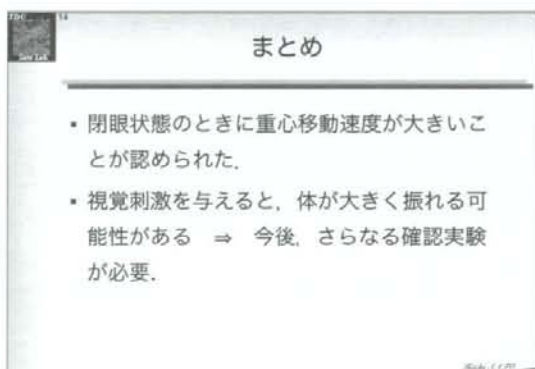 まとめ
▪ 閉眼状態のときに重心移動速度が大きいこ
とが認められた.
▪ 視覚刺激を与えると, 体が大きく振れる可
能性がある ⇒ 今後, さらなる確認実験
が必要.